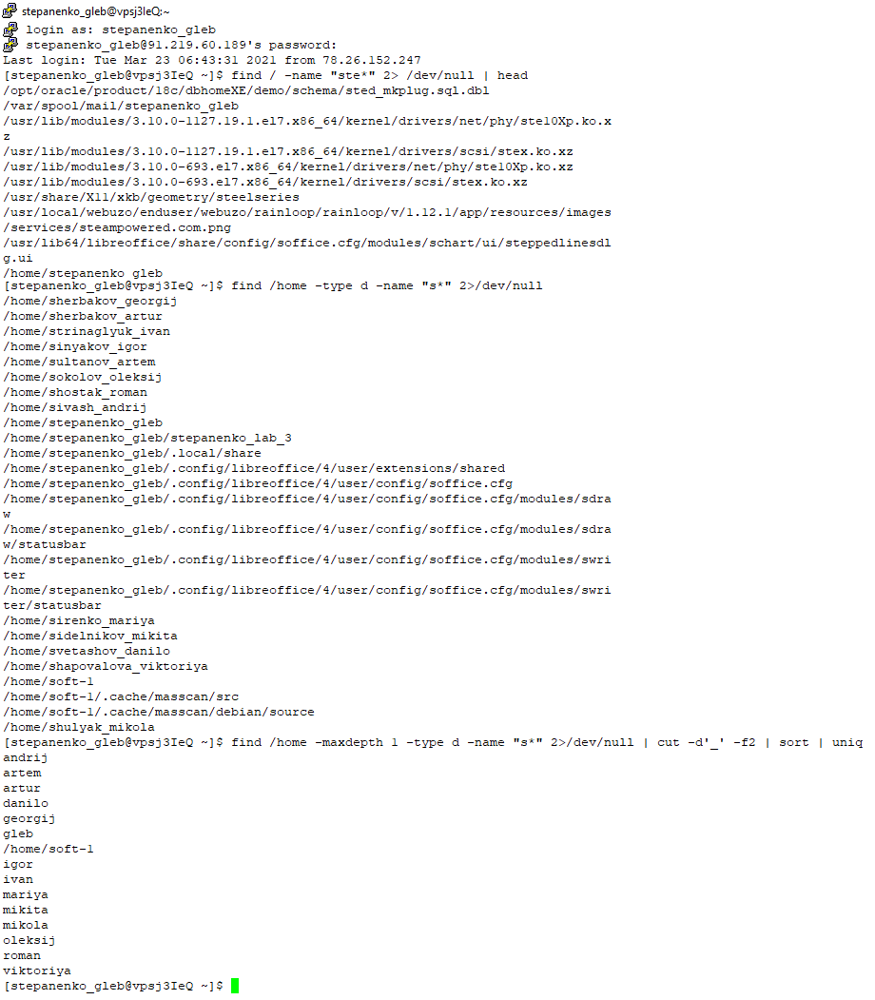 stepanenko_gleb@vpsj3IeQ:~
login as: stepanenko_gleb
stepanenko_gleb@91.219.60.189's password:
Last login: Tue Mar 23 06:43:31 2021 from 78.26.152.247
[stepanenko_gleb@vpsj3IeQ ~]$ find / -name "ste*" 2> /dev/null | head
/opt/oracle/product/18c/dbhomeXE/demo/schema/sted_mkplug.sql.dbl
/var/spool/mail/stepanenko_gleb
/usr/lib/modules/3.10.0-1127.19.1.el7.x86_64/kernel/drivers/net/phy/ste10Xp.ko.x
z
/usr/lib/modules/3.10.0-1127.19.1.el7.x86_64/kernel/drivers/scsi/stex.ko.xz
/usr/lib/modules/3.10.0-693.el7.x86_64/kernel/drivers/net/phy/ste10Xp.ko.xz
/usr/lib/modules/3.10.0-693.el7.x86_64/kernel/drivers/scsi/stex.ko.xz
/usr/share/X11/xkb/geometry/steelseries
/usr/local/webuzo/enduser/webuzo/rainloop/rainloop/v/1.12.1/app/resources/images
/services/steampowered.com.png
/usr/lib64/libreoffice/share/config/soffice.cfg/modules/schart/ui/steppedlinesdl
g.ui
/home/stepanenko_gleb
[stepanenko_gleb@vpsj3IeQ ~]$ find /home -type d -name "s*" 2>/dev/null
/home/sherbakov_georgij
/home/sherbakov_artur
/home/strinaglyuk_ivan
/home/sinyakov_igor
/home/sultanov_artem
/home/sokolov_oleksij
/home/shostak_roman
/home/sivash_andrij
/home/stepanenko_gleb
/home/stepanenko_gleb/stepanenko_lab_3
/home/stepanenko_gleb/.local/share
/home/stepanenko_gleb/.config/libreoffice/4/user/extensions/shared
/home/stepanenko_gleb/.config/libreoffice/4/user/config/soffice.cfg
/home/stepanenko_gleb/.config/libreoffice/4/user/config/soffice.cfg/modules/sdra
w
/home/stepanenko_gleb/.config/libreoffice/4/user/config/soffice.cfg/modules/sdra
w/statusbar
/home/stepanenko_gleb/.config/libreoffice/4/user/config/soffice.cfg/modules/swri
ter
/home/stepanenko_gleb/.config/libreoffice/4/user/config/soffice.cfg/modules/swri
ter/statusbar
/home/sirenko_mariya
/home/sidelnikov_mikita
/home/svetashov_danilo
/home/shapovalova_viktoriya
/home/soft-1
/home/soft-1/.cache/masscan/src
/home/soft-1/.cache/masscan/debian/source
/home/shulyak_mikola
[stepanenko_gleb@vpsj3IeQ ~]$ find /home -maxdepth 1 -type d -name "s*" 2>/dev/null | cut -d'_' -f2 | sort | uniq
andrij
artem
artur
danilo
georgij
gleb
/home/soft-1
igor
ivan
mariya
mikita
mikola
oleksij
roman
viktoriya
[stepanenko_gleb@vpsj3IeQ ~]$